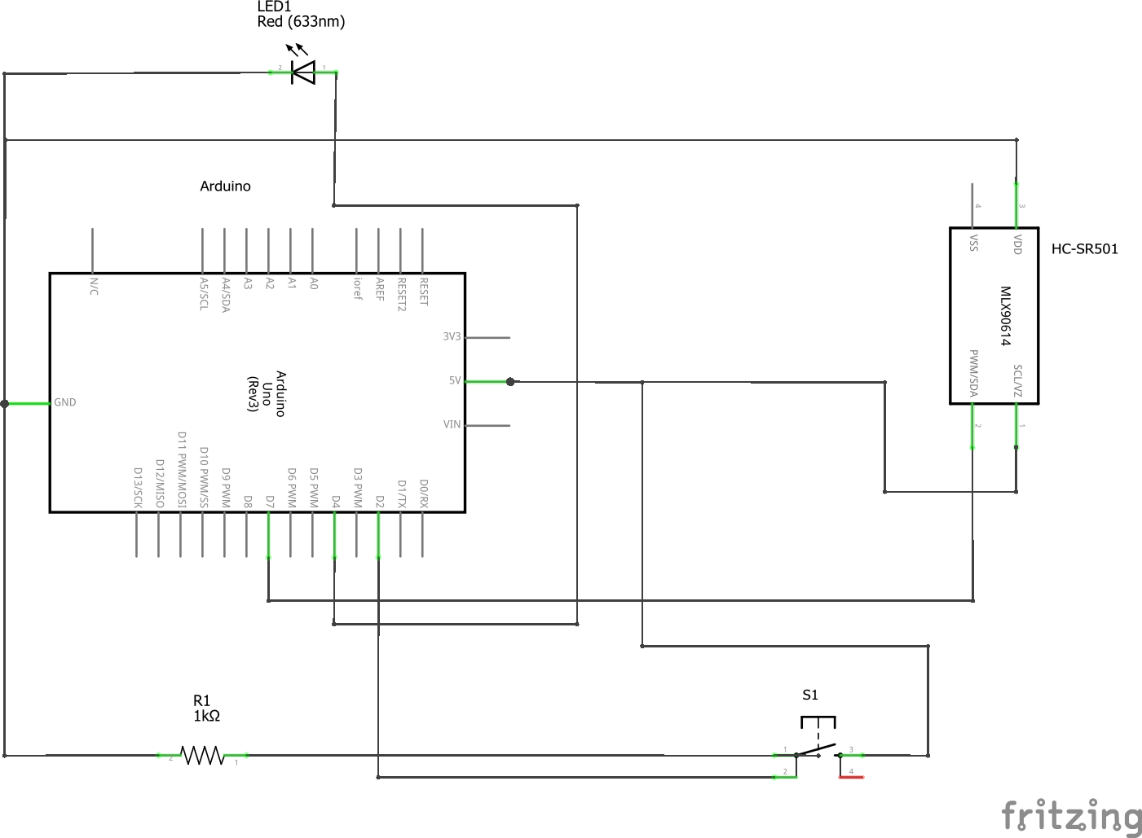 LED1
Red (633nm)
2
1
Arduino
4
3
N/C
A5/SCL
A4/SDA
A3
A2
A1
A0
ioref
AREF
RESET2
RESET
VSS
VDD
HC-SR501
MLX90614
3V3
5V
VIN
Arduino
Uno
(Rev3)
GND
PWM/SDA
SCL/VZ
2
1
D13/SCK
D12/MISO
D11 PWM/MOSI
D10 PWM/SS
D9 PWM
D8
D7
D6 PWM
D5 PWM
D4
D3 PWM
D2
D1/TX
D0/RX
R1
1kΩ
2
1
S1
1
3
2
4
fritzing